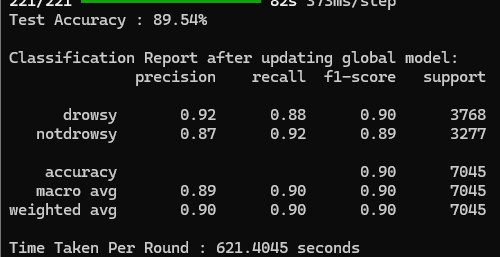 221/221 82s 373ms/step
Test Accuracy : 89.54%
Classification Report after updating global model:
precision recall f1-score support
drowsy 0.92 0.88 0.90 3768
notdrowsy 0.87 0.92 0.89 3277
accuracy 0.90 7045
macro avg 0.89 0.90 0.90 7045
weighted avg 0.90 0.90 0.90 7045
Time Taken Per Round : 621.4045 seconds